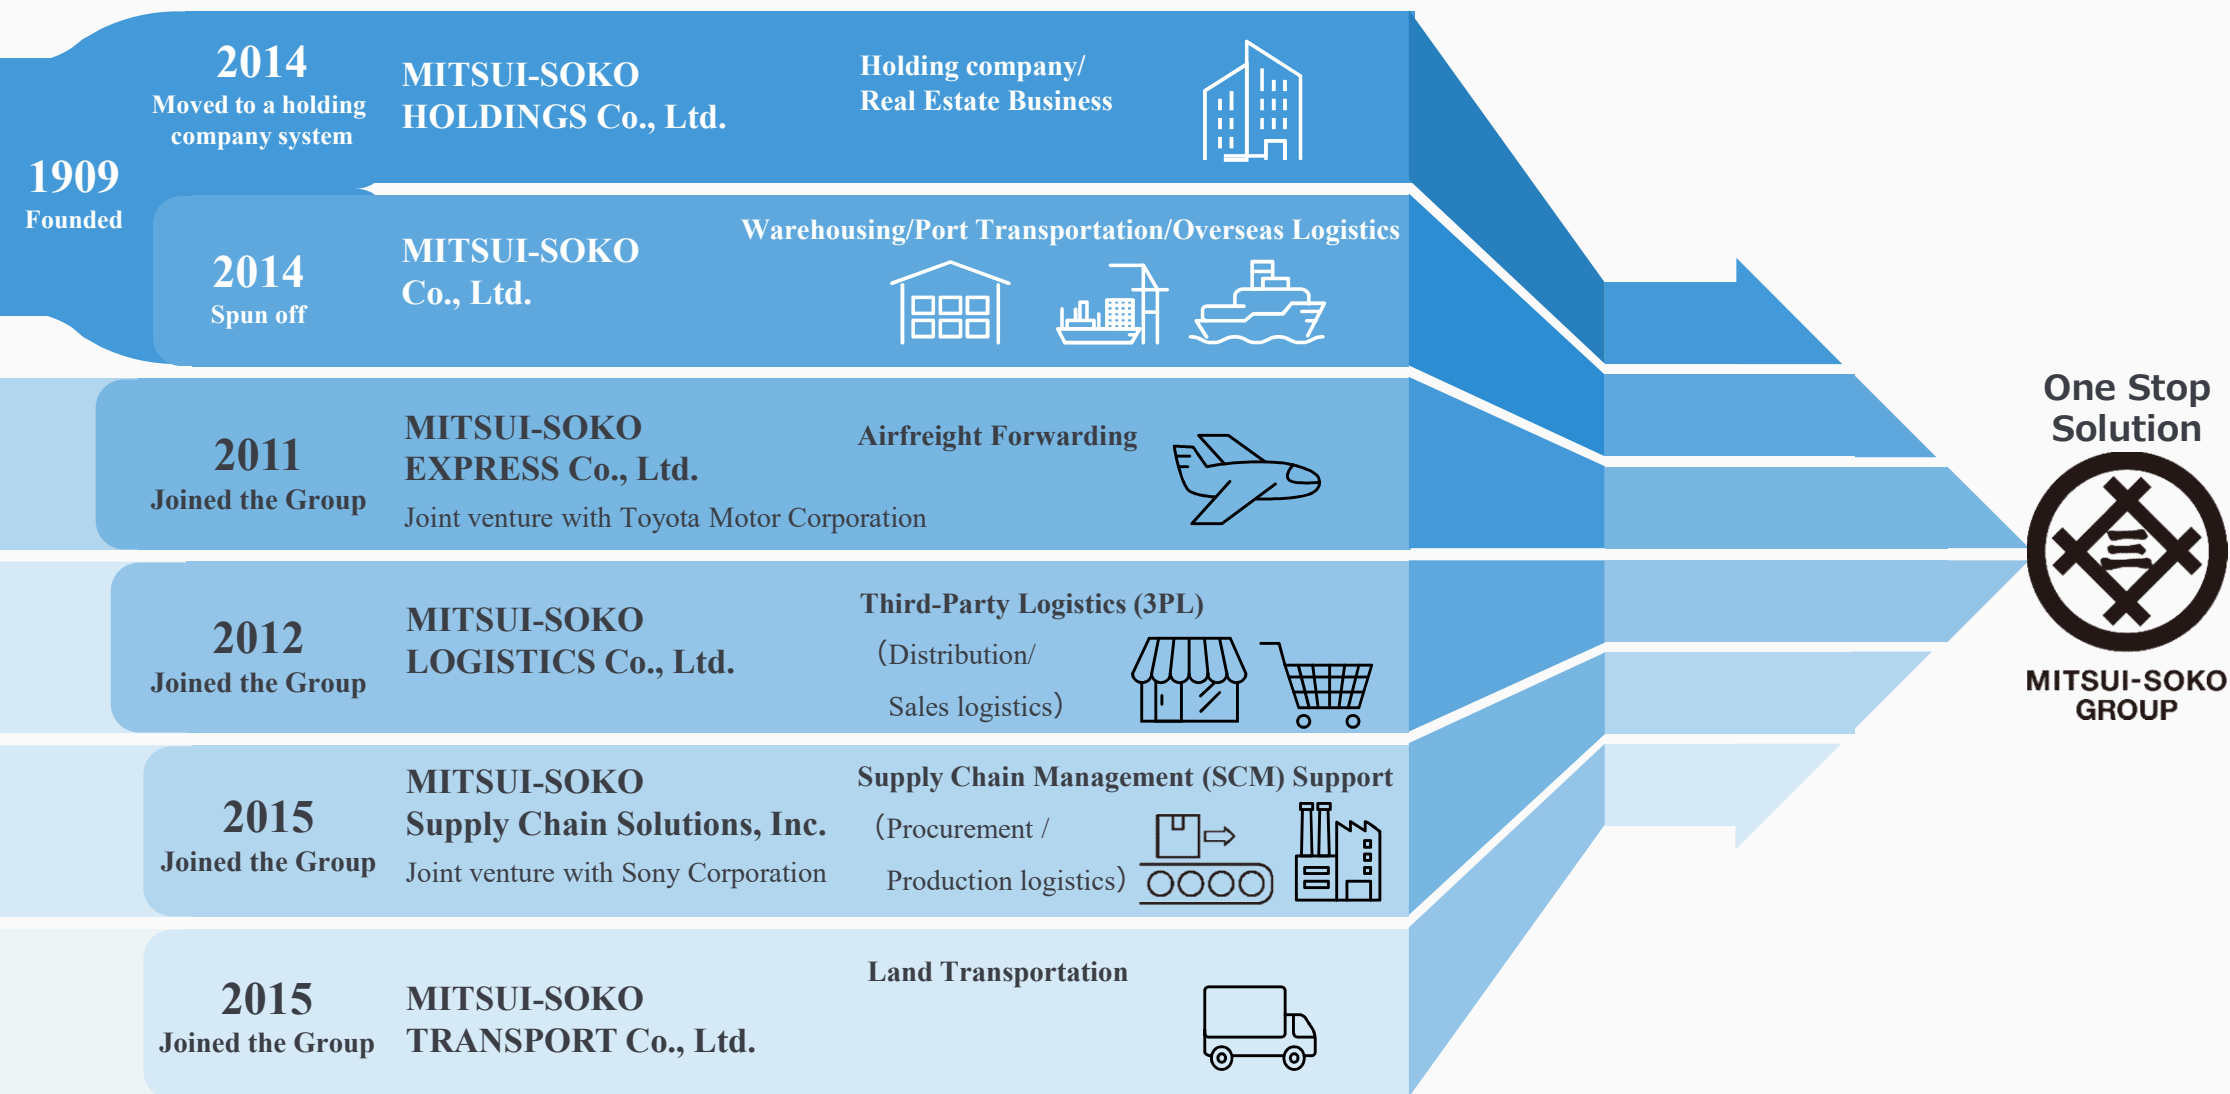 1909
Founded
2014
Moved to a holding
company system
MITSUI-SOKO
HOLDINGS Co., Ltd.
Holding company/
Real Estate Business
2014
Spun off
MITSUI-SOKO
Co., Ltd.
Warehousing/Port Transportation/Overseas Logistics
2011
Joined the Group
MITSUI-SOKO
EXPRESS Co., Ltd.
Joint venture with Toyota Motor Corporation
Airfreight Forwarding
2012
Joined the Group
MITSUI-SOKO
LOGISTICS Co., Ltd.
Third-Party Logistics (3PL)
（Distribution/
Sales logistics）
2015
Joined the Group
MITSUI-SOKO
Supply Chain Solutions, Inc.
Joint venture with Sony Corporation
Supply Chain Management (SCM) Support
（Procurement /
Production logistics）
2015
Joined the Group
MITSUI-SOKO
TRANSPORT Co., Ltd.
Land Transportation
One Stop
Solution
三
MITSUI-SOKO
GROUP